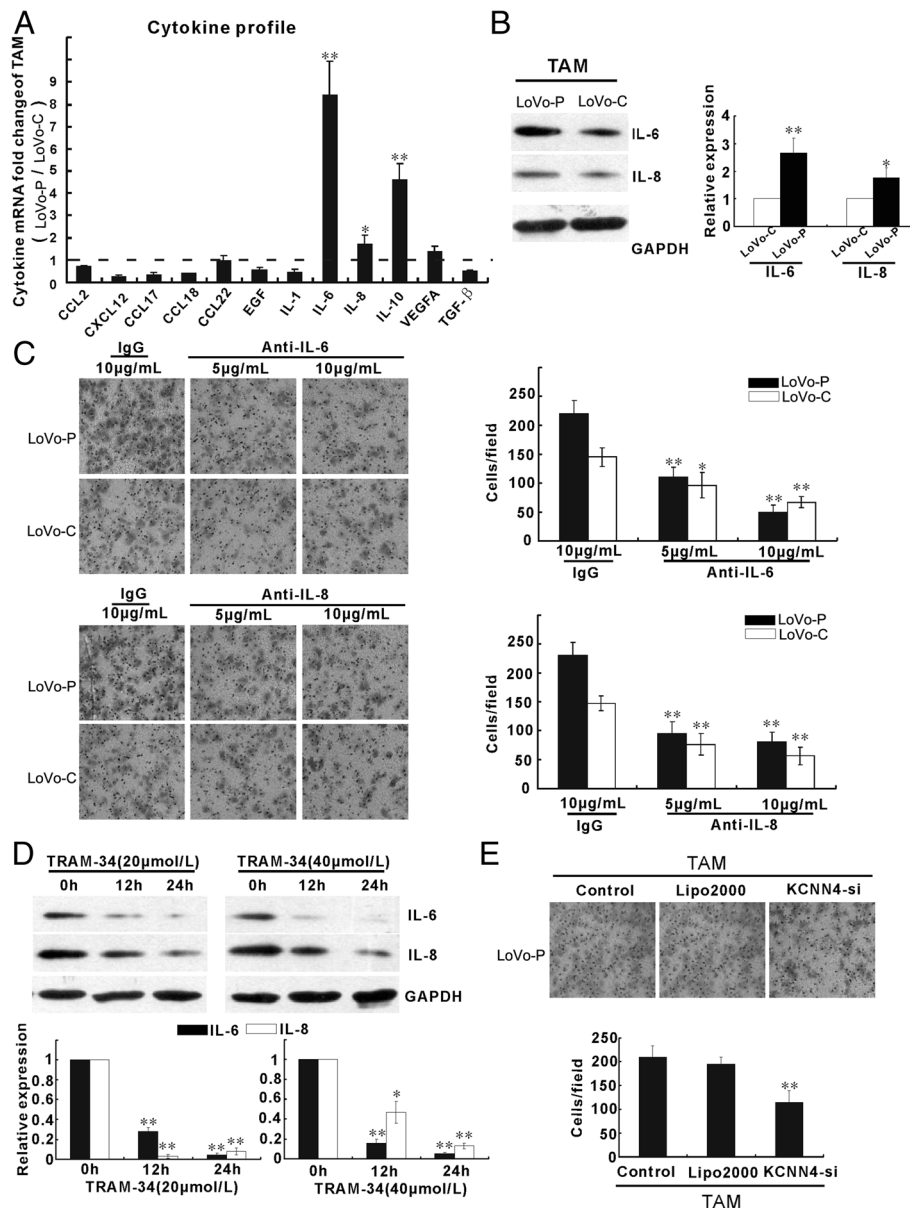 A
Cytokine profile
Cytokine mRNA fold change of TAM
( LoVo-P / LoVo-C )
9
8
7
6
5
4
3
2
1
0
**
*
**
CCL2
CXCL12
CCL17
CCL18
CCL22
EGF
IL-1
IL-6
IL-8
IL-10
VEGFA
TGF-β
B
TAM
LoVo-P LoVo-C
IL-6
IL-8
GAPDH
Relative expression
4
3
2
1
0
**
*
LoVo-C
LoVo-P
LoVo-C
LoVo-P
IL-6 IL-8
C
IgG Anti-IL-6
10µg/mL 5µg/mL 10µg/mL
LoVo-P
LoVo-C
Cells/field
250
200
150
100
50
0
LoVo-P
LoVo-C
** * ** **
10µg/mL 5µg/mL 10µg/mL
IgG Anti-IL-6
IgG Anti-IL-8
10µg/mL 5µg/mL 10µg/mL
LoVo-P
LoVo-C
Cells/field
250
200
150
100
50
0
LoVo-P
LoVo-C
** ** ** **
10µg/mL 5µg/mL 10µg/mL
IgG Anti-IL-8
D
TRAM-34(20µmol/L) TRAM-34(40µmol/L)
0h 12h 24h 0h 12h 24h
IL-6
IL-8
GAPDH
IL-6 IL-8
Relative expression
1
0.8
0.6
0.4
0.2
0
** ** ** **
0h 12h 24h
TRAM-34(20µmol/L)
1
0.8
0.6
0.4
0.2
0
** * ** **
0h 12h 24h
TRAM-34(40µmol/L)
E
TAM
Control Lipo2000 KCNN4-si
LoVo-P
Cells/field
250
200
150
100
50
0
**
Control Lipo2000 KCNN4-si
TAM